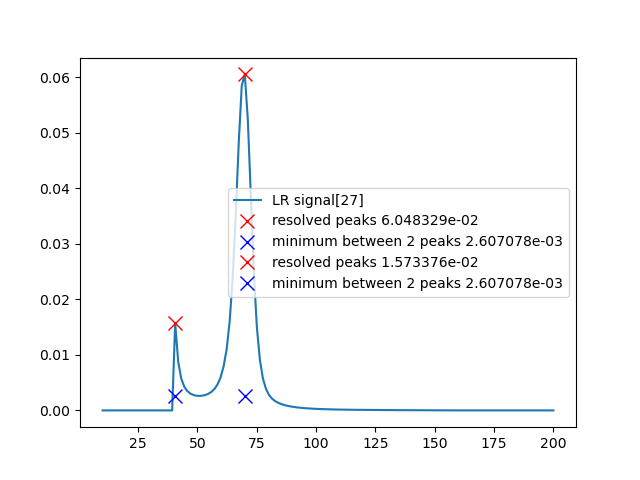 0.06
0.05
0.04
0.03
0.02
0.01
0.00
LR signal[27]
resolved peaks 6.048329e-02
minimum between 2 peaks 2.607078e-03
resolved peaks 1.573376e-02
minimum between 2 peaks 2.607078e-03
25 50 75 100 125 150 175 200